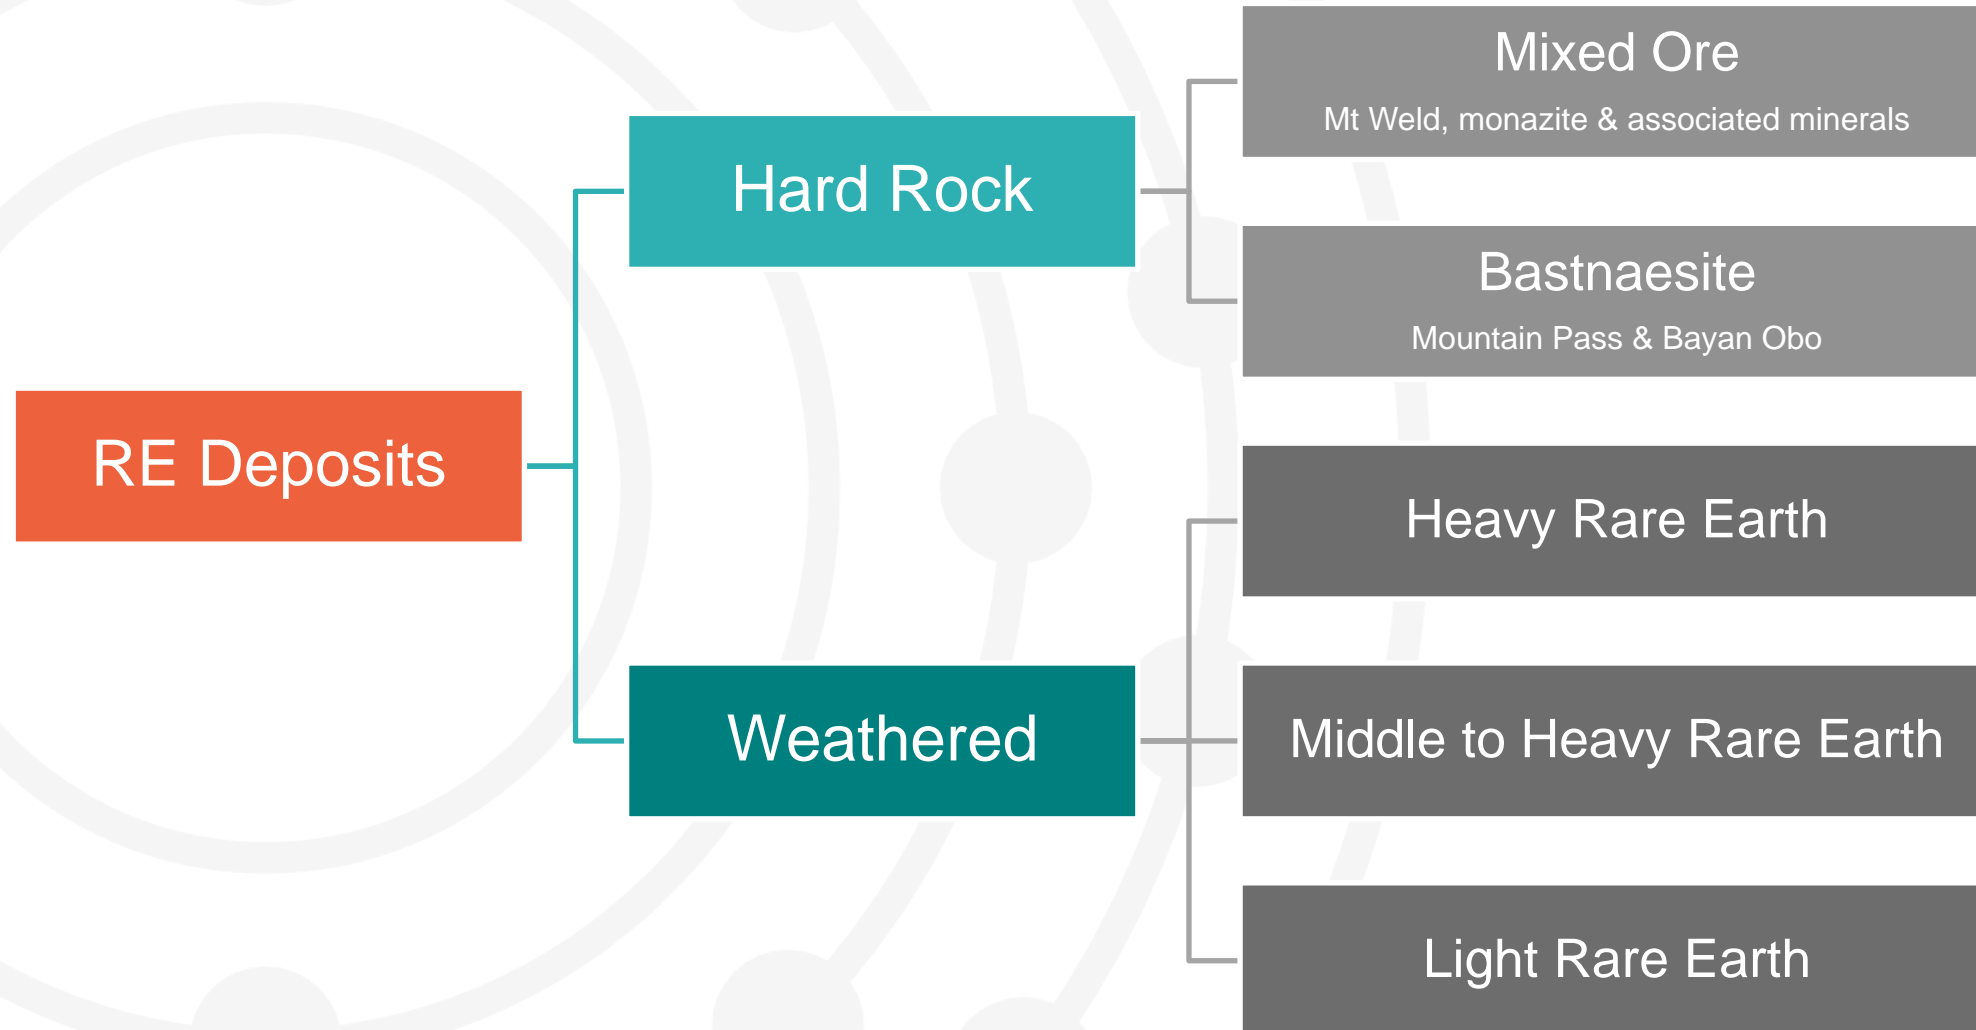 RE Deposits
Hard Rock
Mixed Ore
Mt Weld, monazite & associated minerals
Bastnaesite
Mountain Pass & Bayan Obo
Weathered
Heavy Rare Earth
Middle to Heavy Rare Earth
Light Rare Earth